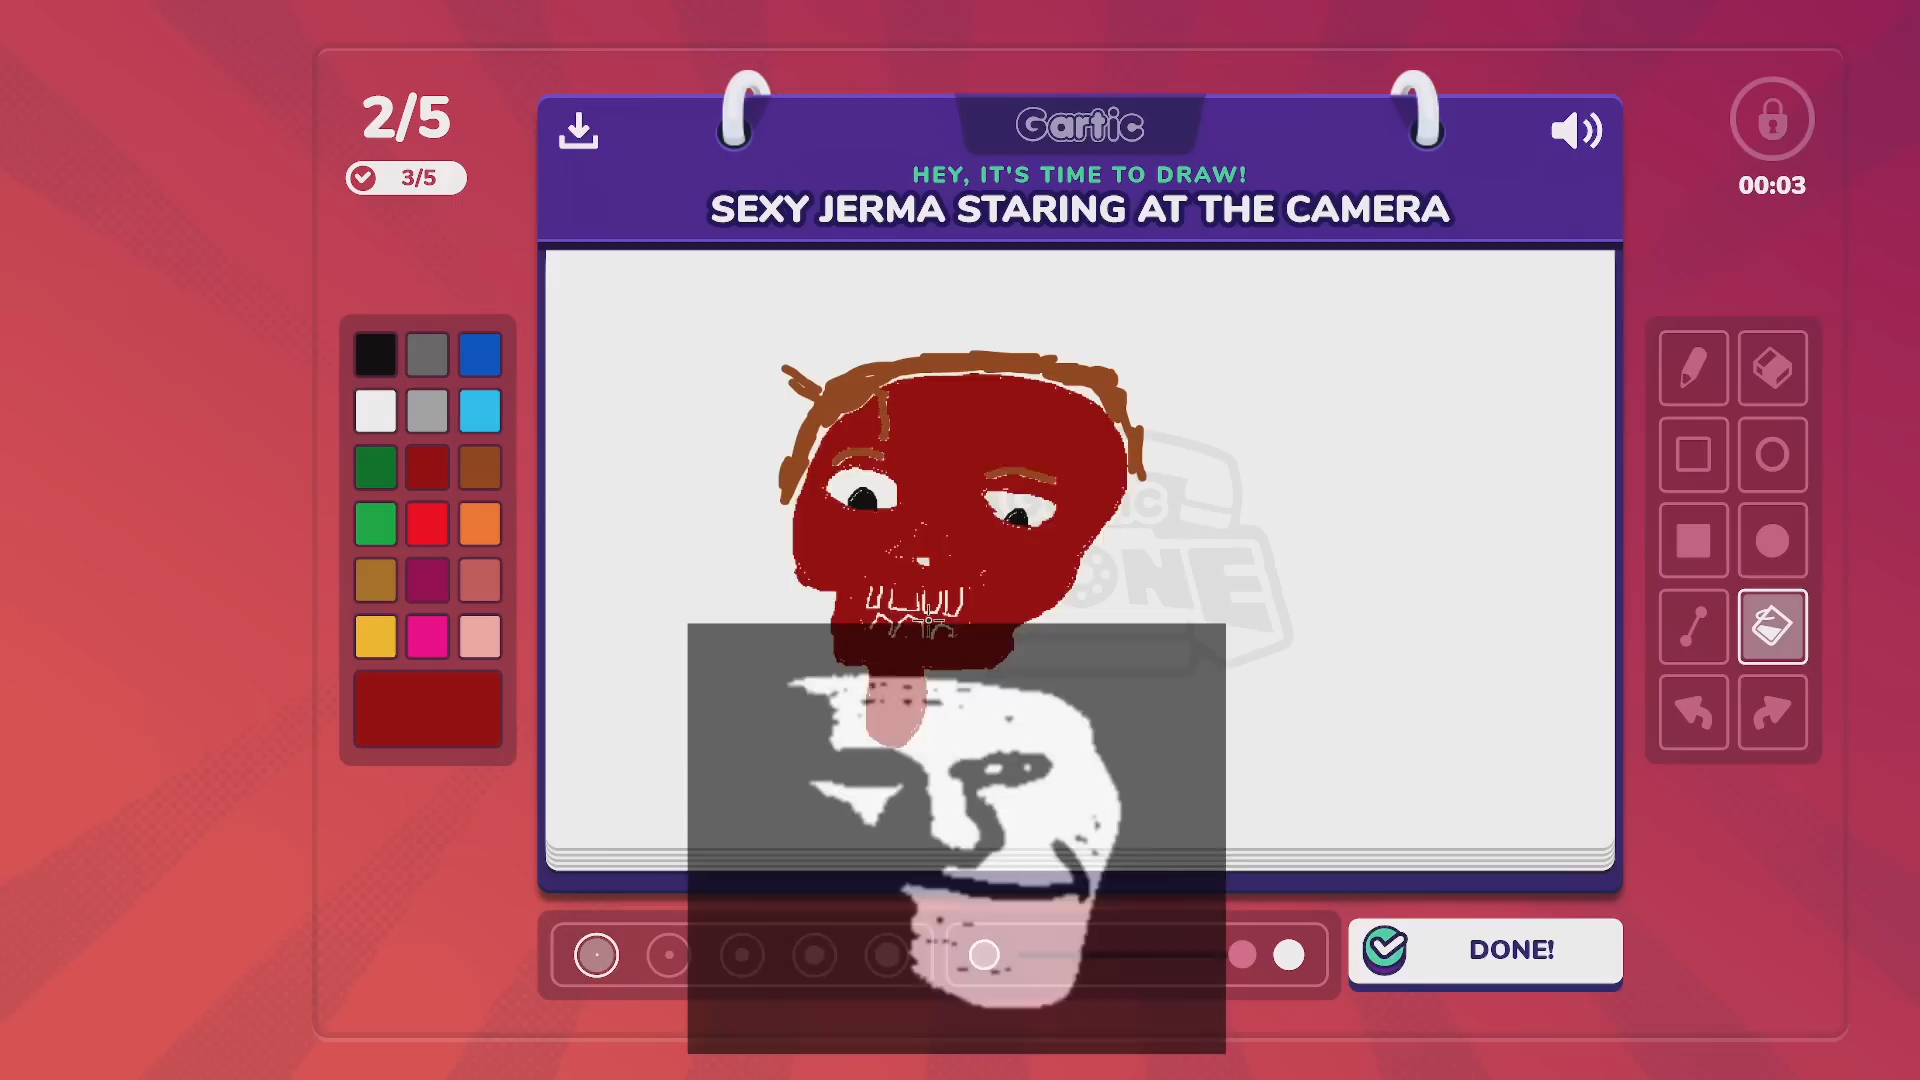 2/5
3/5
Gartic
HEY, IT'S TIME TO DRAW!
SEXY JERMA STARING AT THE CAMERA
00:03
DONE!